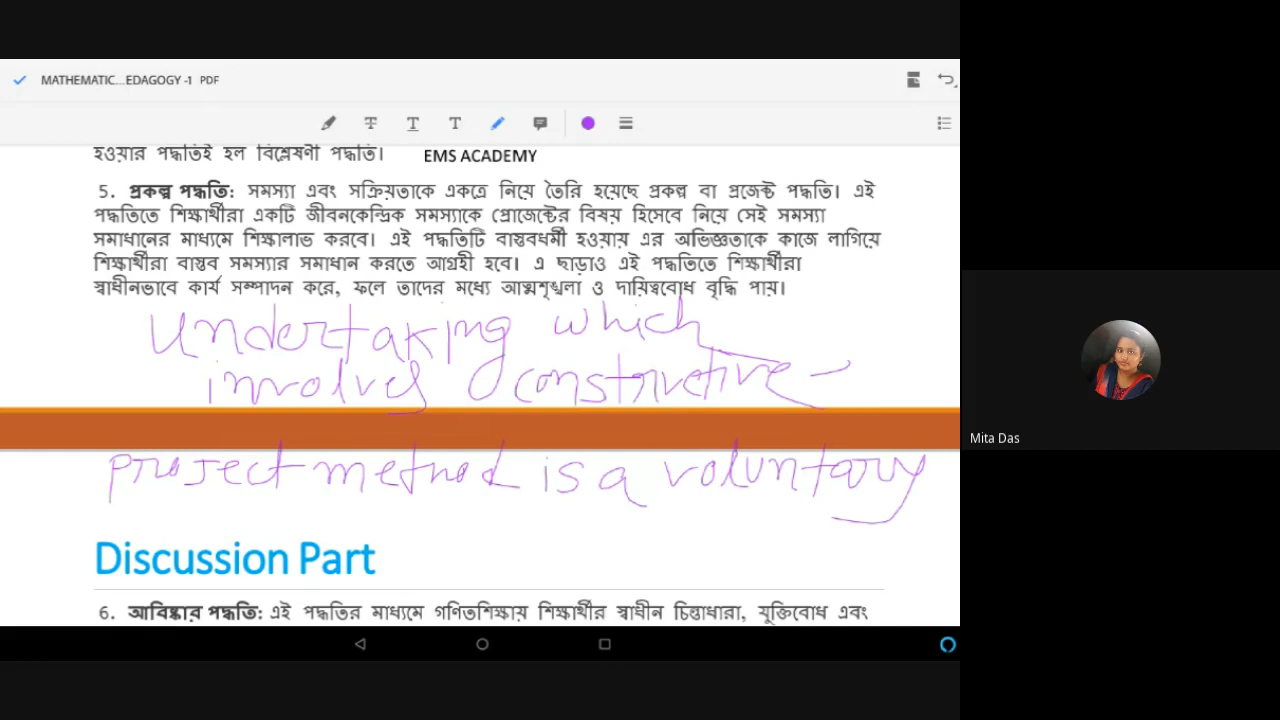 MATHEMATIC...EDAGOGY -1 PDF
হওয়ার পদ্ধতিই হল বিশ্লেষণী পদ্ধতি। EMS ACADEMY
5. প্রকল্প পদ্ধতি: সমস্যা এবং সক্রিয়তাকে একত্রে নিয়ে তৈরি হয়েছে প্রকল্প বা প্রজেক্ট পদ্ধতি। এই
পদ্ধতিতে শিক্ষার্থীরা একটি জীবনকেন্দ্রিক সমস্যাকে প্রোজেক্টের বিষয় হিসেবে নিয়ে সেই সমস্যা
সমাধানের মাধ্যমে শিক্ষালাভ করবে। এই পদ্ধতিটি বাস্তবধর্মী হওয়ায় এর অভিজ্ঞতাকে কাজে লাগিয়ে
শিক্ষার্থীরা বাস্তব সমস্যার সমাধান করতে আগ্রহী হবে। এ ছাড়াও এই পদ্ধতিতে শিক্ষার্থীরা
স্বাধীনভাবে কার্য সম্পাদন করে, ফলে তাদের মধ্যে আত্মশৃঙ্খলা ও দায়িত্ববোধ বৃদ্ধি পায়।
Undertaking which
involves constructive
project method is a voluntary
Discussion Part
6. আবিষ্কার পদ্ধতি: এই পদ্ধতির মাধ্যমে গণিতশিক্ষায় শিক্ষার্থীর স্বাধীন চিন্তাধারা, যুক্তিবোধ এবং
Mita Das